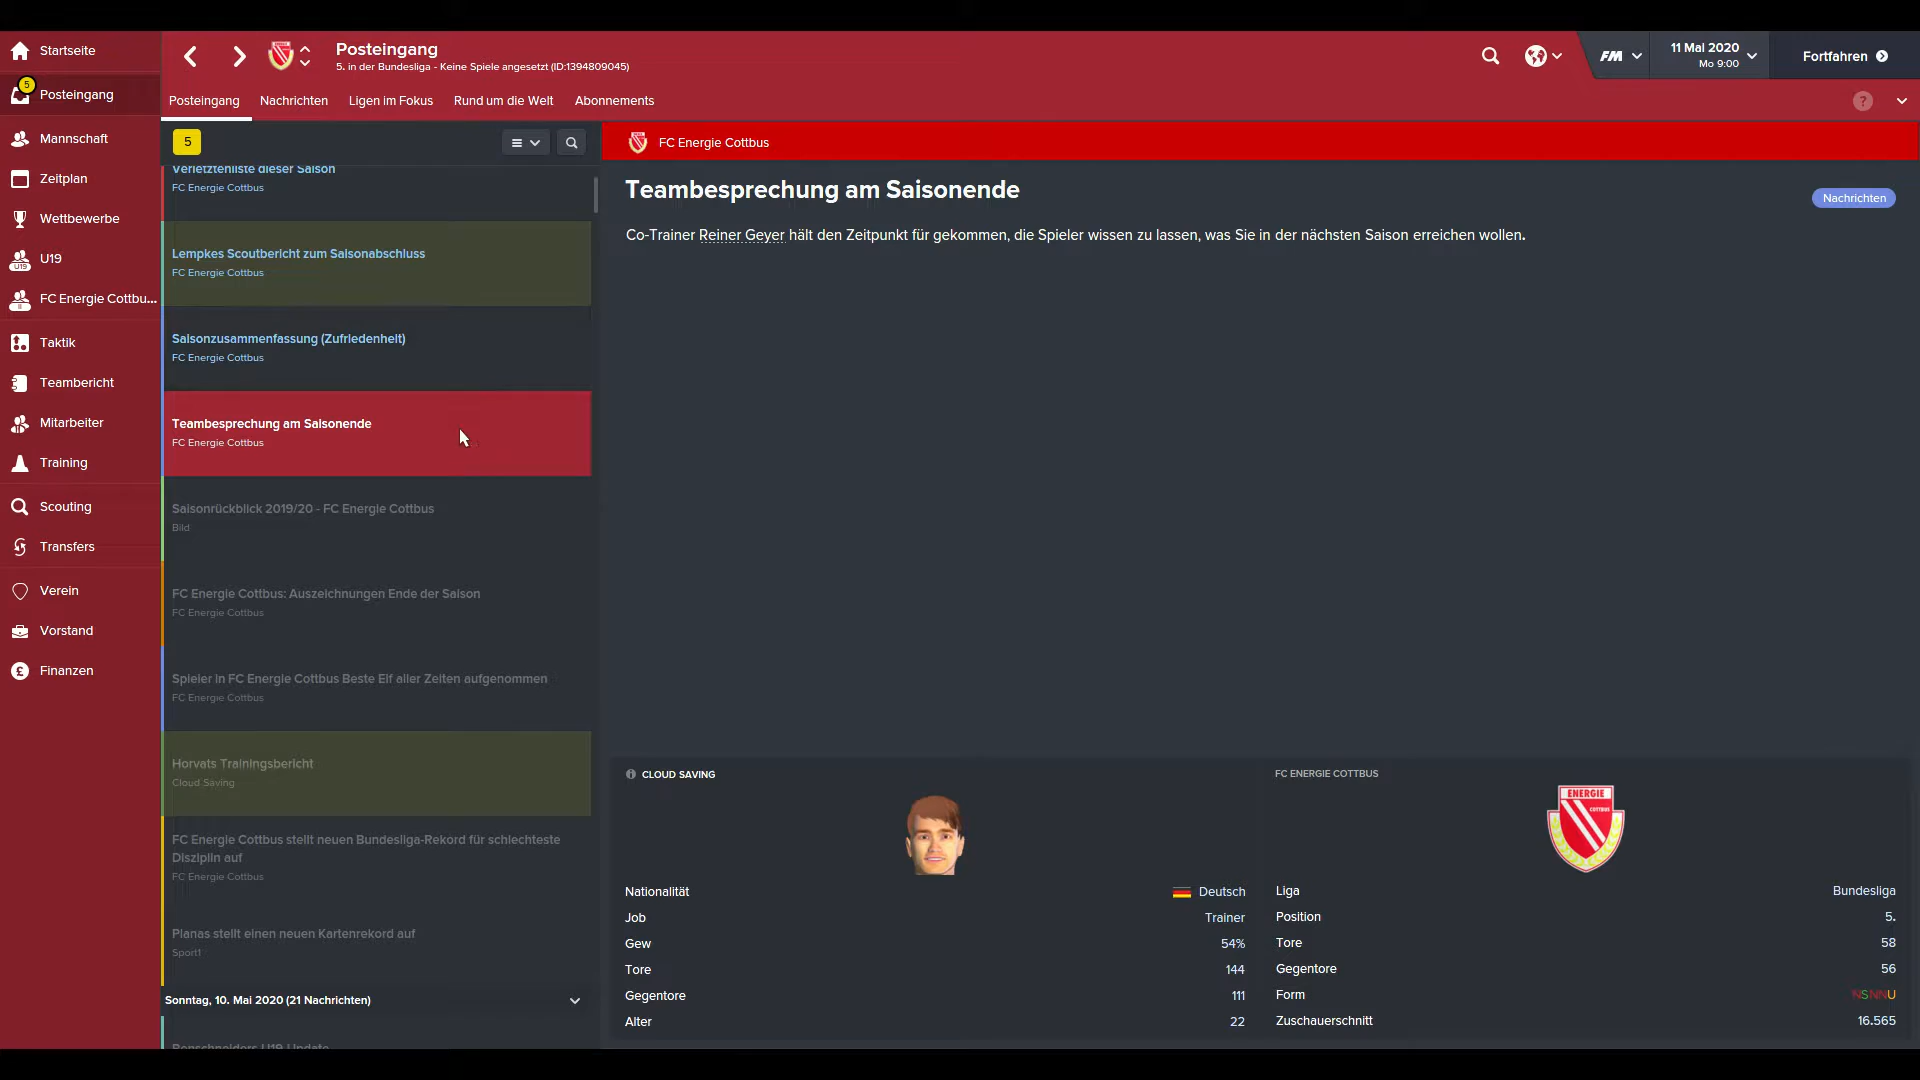 Startseite
5
Posteingang
Mannschaft
Zeitplan
Wettbewerbe
U19
U19
FC Energie Cottbu...
II
Taktik
Teambericht
Mitarbeiter
Training
Scouting
Transfers
Verein
Vorstand
Finanzen
Posteingang
5. in der Bundesliga - Keine Spiele angesetzt (ID:1394809045)
FM
11 Mai 2020
Mo 9:00
Fortfahren
Posteingang Nachrichten Ligen im Fokus Rund um die Welt Abonnements
?
5
Verletztenliste dieser Saison
FC Energie Cottbus
Lempkes Scoutbericht zum Saisonabschluss
FC Energie Cottbus
Saisonzusammenfassung (Zufriedenheit)
FC Energie Cottbus
Teambesprechung am Saisonende
FC Energie Cottbus
Saisonrückblick 2019/20 - FC Energie Cottbus
Bild
FC Energie Cottbus: Auszeichnungen Ende der Saison
FC Energie Cottbus
Spieler in FC Energie Cottbus Beste Elf aller Zeiten aufgenommen
FC Energie Cottbus
Horvats Trainingsbericht
Cloud Saving
FC Energie Cottbus stellt neuen Bundesliga-Rekord für schlechteste
Disziplin auf
FC Energie Cottbus
Planas stellt einen neuen Kartenrekord auf
Sport1
Sonntag, 10. Mai 2020 (21 Nachrichten)
FC Energie Cottbus
Teambesprechung am Saisonende
Nachrichten
Co-Trainer Reiner Geyer hält den Zeitpunkt für gekommen, die Spieler wissen zu lassen, was Sie in der nächsten Saison erreichen wollen.
CLOUD SAVING
Nationalität Deutsch
Job Trainer
Gew 54%
Tore 144
Gegentore 111
Alter 22
FC ENERGIE COTTBUS
ENERGIE
COTTBUS
Liga Bundesliga
Position 5.
Tore 58
Gegentore 56
Form NSNNU
Zuschauerschnitt 16.565